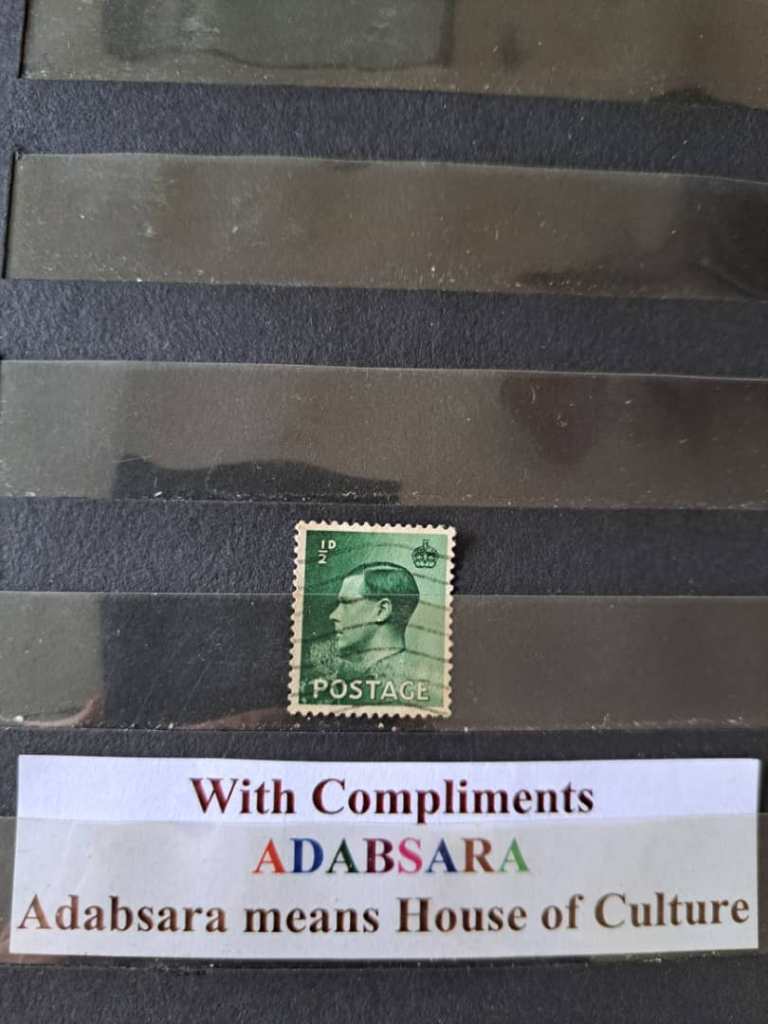 ½D
POSTAGE
With Compliments
ADABSARA
Adabsara means House of Culture